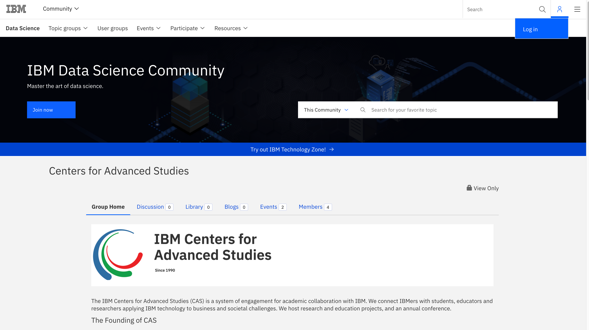 IBM Community Search
Log in
Data Science Topic groups User groups Events Participate Resources
IBM Data Science Community
Master the art of data science.
Join now This Community Search for your favorite topic
Try out IBM Technology Zone! →
Centers for Advanced Studies
View Only
Group Home Discussion 0 Library 0 Blogs 0 Events 2 Members 4
IBM Centers for
Advanced Studies
Since 1990
The IBM Centers for Advanced Studies (CAS) is a system of engagement for academic collaboration with IBM. We connect IBMers with students, educators and
researchers applying IBM technology to business and societal challenges. We host research and education projects, and an annual conference.
The Founding of CAS